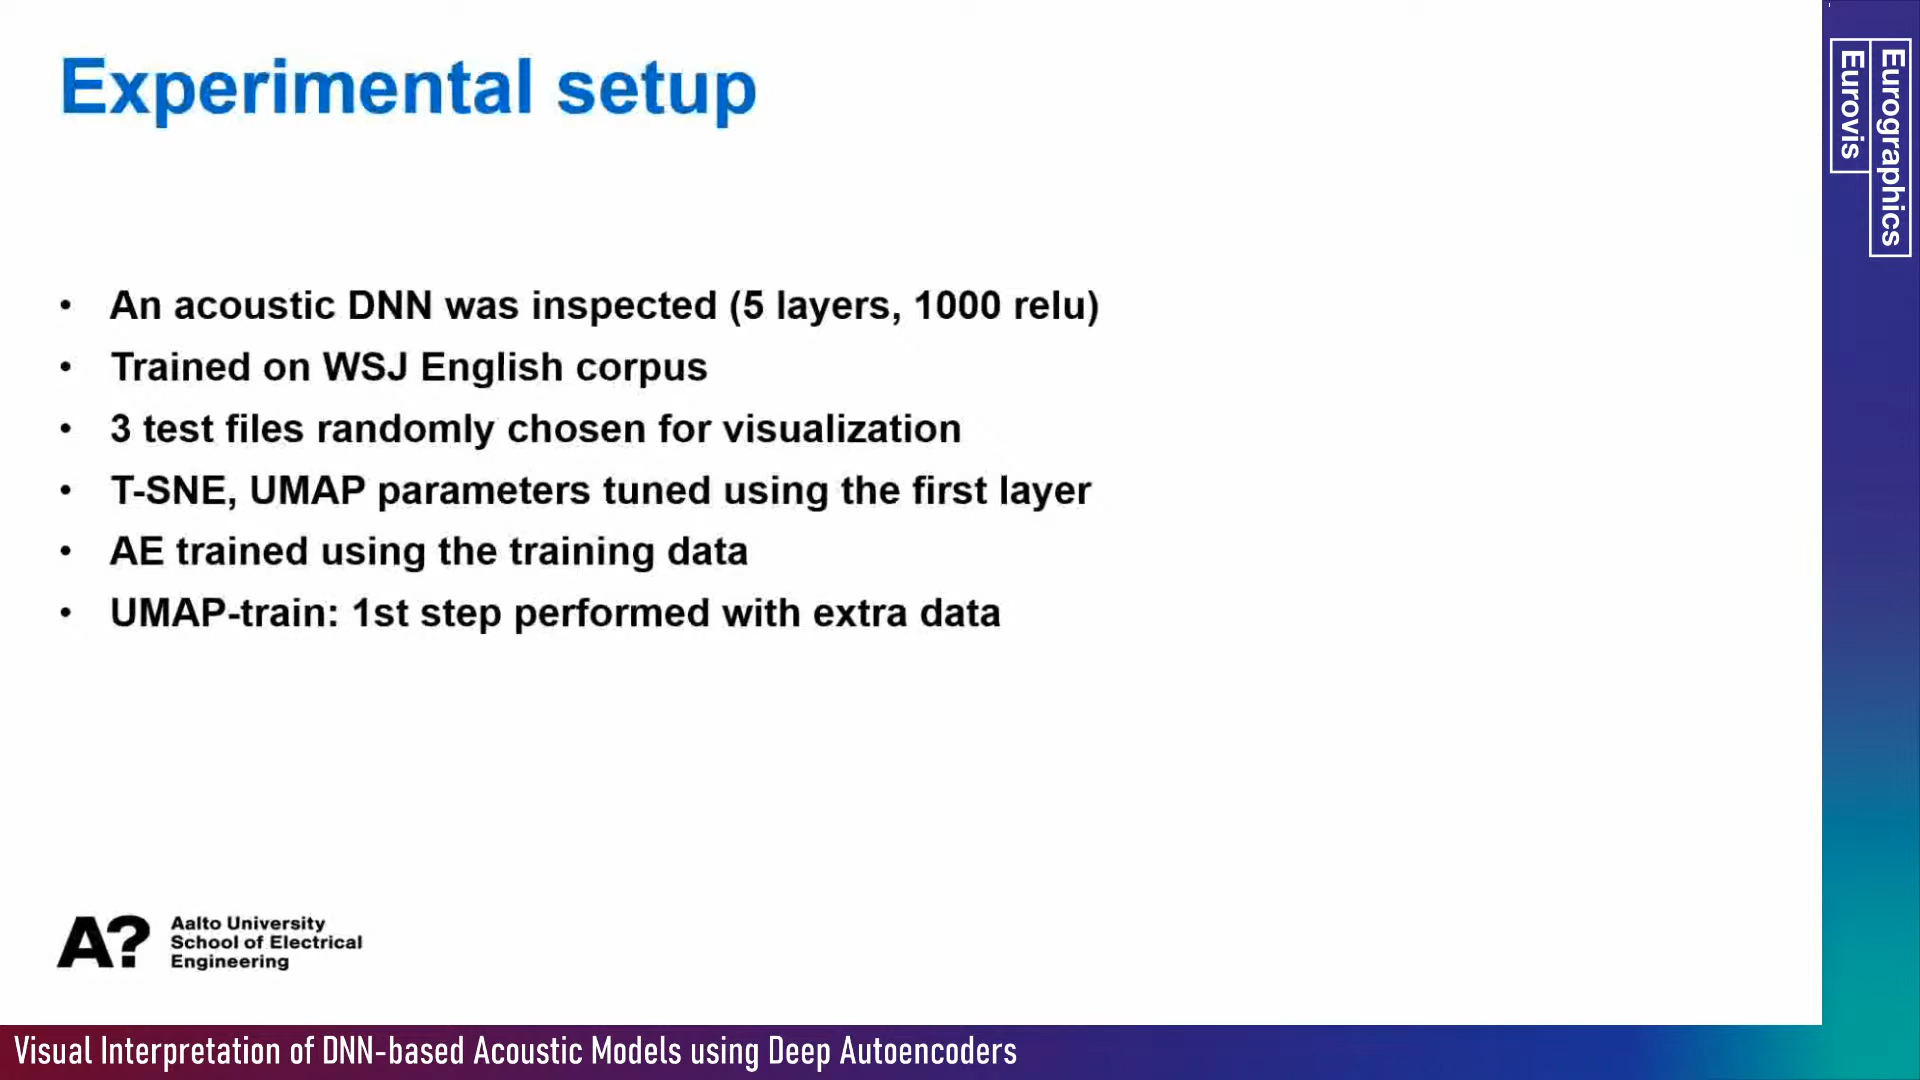 Experimental setup
• An acoustic DNN was inspected (5 layers, 1000 relu)
• Trained on WSJ English corpus
• 3 test files randomly chosen for visualization
• T-SNE, UMAP parameters tuned using the first layer
• AE trained using the training data
• UMAP-train: 1st step performed with extra data
A?
Aalto University
School of Electrical
Engineering
Eurographics
Eurovis
Visual Interpretation of DNN-based Acoustic Models using Deep Autoencoders